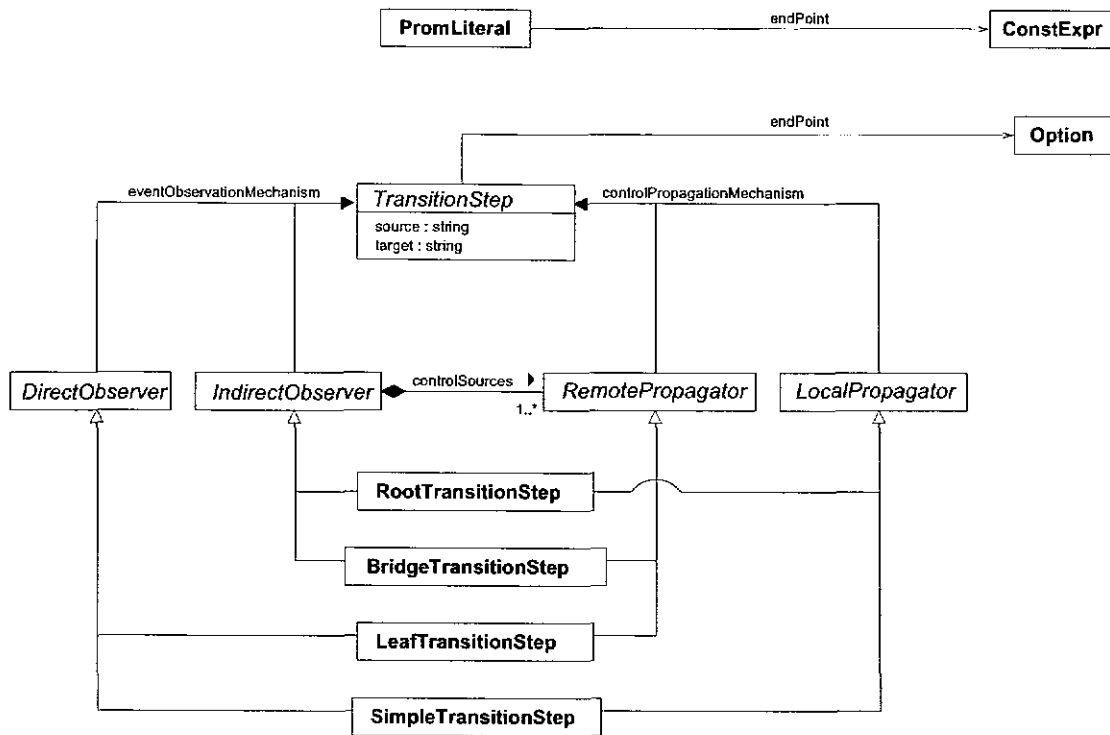 endPoint
PromLiteral
ConstExpr
endPoint
Option
eventObservationMechanism
TransitionStep
controlPropagationMechanism
source : string
target : string
DirectObserver
IndirectObserver
controlSources
1..*
RemotePropagator
LocalPropagator
RootTransitionStep
BridgeTransitionStep
LeafTransitionStep
SimpleTransitionStep